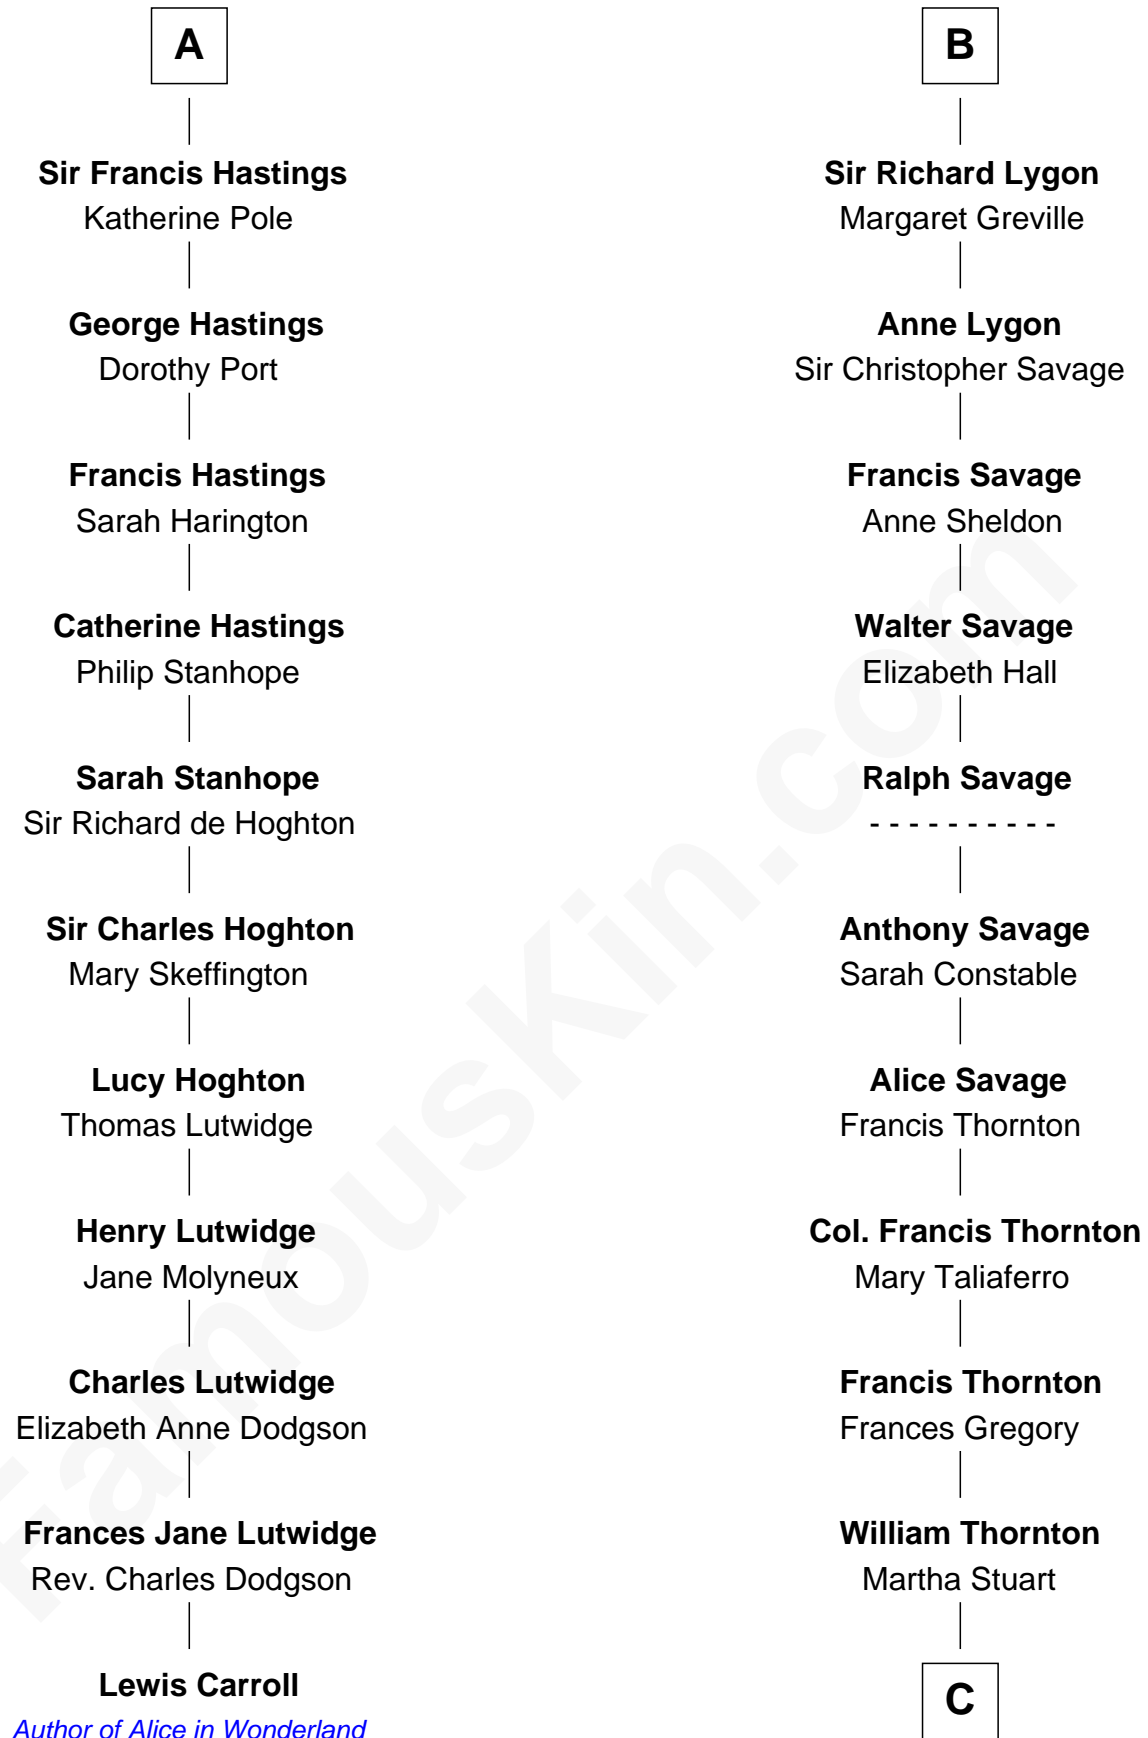 A
Sir Francis Hastings
Katherine Pole
George Hastings
Dorothy Port
Francis Hastings
Sarah Harington
Catherine Hastings
Philip Stanhope
Sarah Stanhope
Sir Richard de Hoghton
Sir Charles Hoghton
Mary Skeffington
Lucy Hoghton
Thomas Lutwidge
Henry Lutwidge
Jane Molyneux
Charles Lutwidge
Elizabeth Anne Dodgson
Frances Jane Lutwidge
Rev. Charles Dodgson
Lewis Carroll
Author of Alice in Wonderland
B
Sir Richard Lygon
Margaret Greville
Anne Lygon
Sir Christopher Savage
Francis Savage
Anne Sheldon
Walter Savage
Elizabeth Hall
Ralph Savage
- - - - - - - - - -
Anthony Savage
Sarah Constable
Alice Savage
Francis Thornton
Col. Francis Thornton
Mary Taliaferro
Francis Thornton
Frances Gregory
William Thornton
Martha Stuart
C
FamousKin.com